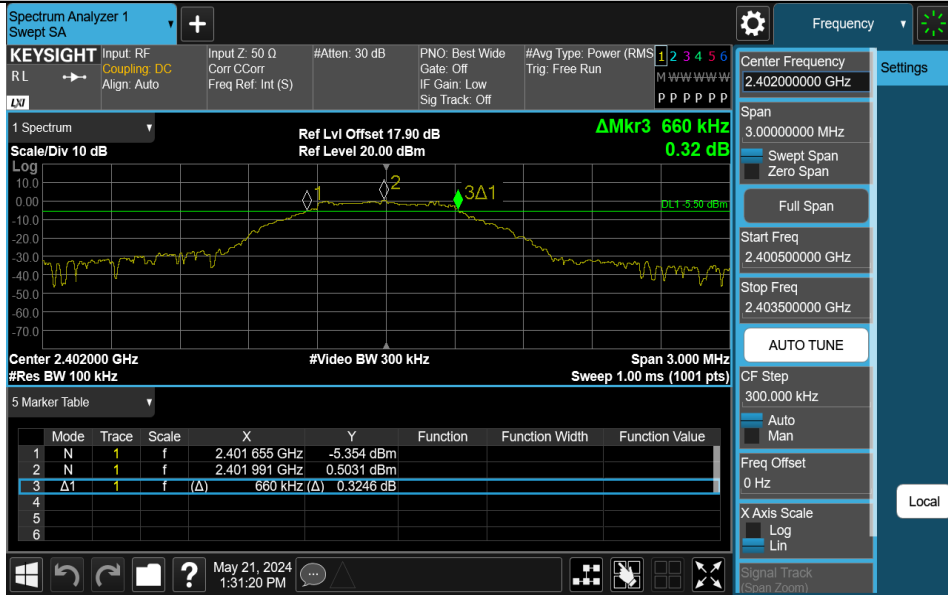 Spectrum Analyzer 1
Swept SA
+
Frequency
KEYSIGHT
R L
LXI
Input: RF
Coupling: DC
Align: Auto
Input Z: 50 Ω
Corr CCorr
Freq Ref: Int (S)
#Atten: 30 dB
PNO: Best Wide
Gate: Off
IF Gain: Low
Sig Track: Off
#Avg Type: Power (RMS
Trig: Free Run
1 2 3 4 5 6
M W W W W W
P P P P P P
Center Frequency
2.402000000 GHz
Settings
Span
3.00000000 MHz
Swept Span
Zero Span
Full Span
Start Freq
2.400500000 GHz
Stop Freq
2.403500000 GHz
AUTO TUNE
CF Step
300.000 kHz
Auto
Man
Freq Offset
0 Hz
X Axis Scale
Log
Lin
Signal Track
(Span Zoom)
Local
1 Spectrum
Scale/Div 10 dB
Ref Lvl Offset 17.90 dB
Ref Level 20.00 dBm
ΔMkr3 660 kHz
0.32 dB
Log
10.0
0.00
-10.0
-20.0
-30.0
-40.0
-50.0
-60.0
-70.0
1
2
3Δ1
DL1 -5.50 dBm
Center 2.402000 GHz
#Res BW 100 kHz
#Video BW 300 kHz
Span 3.000 MHz
Sweep 1.00 ms (1001 pts)
5 Marker Table
Mode Trace Scale X Y Function Function Width Function Value
1 N 1 f 2.401 655 GHz -5.354 dBm
2 N 1 f 2.401 991 GHz 0.5031 dBm
3 Δ1 1 f (Δ) 660 kHz (Δ) 0.3246 dB
4
5
6
?
May 21, 2024
1:31:20 PM